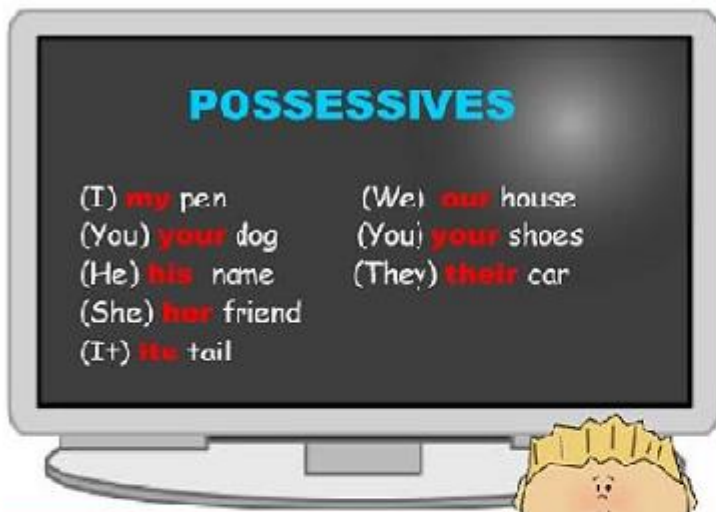 POSSESSIVES
(I) my pen
(You) your dog
(He) his name
(She) her friend
(It) its tail
(We) our house
(You) your shoes
(They) their car